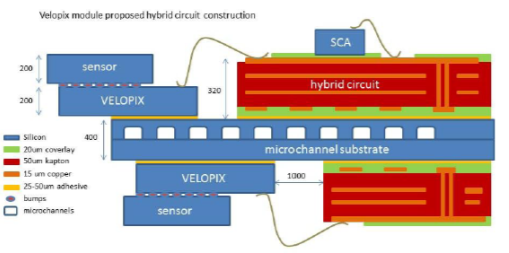 Velopix module proposed hybrid circuit construction
SCA
200
sensor
200
VELOPIX
320
hybrid circuit
400
microchannel substrate
Silicon
20um coverlay
50um kapton
15 um copper
25-50um adhesive
bumps
microchannels
VELOPIX
1000
sensor